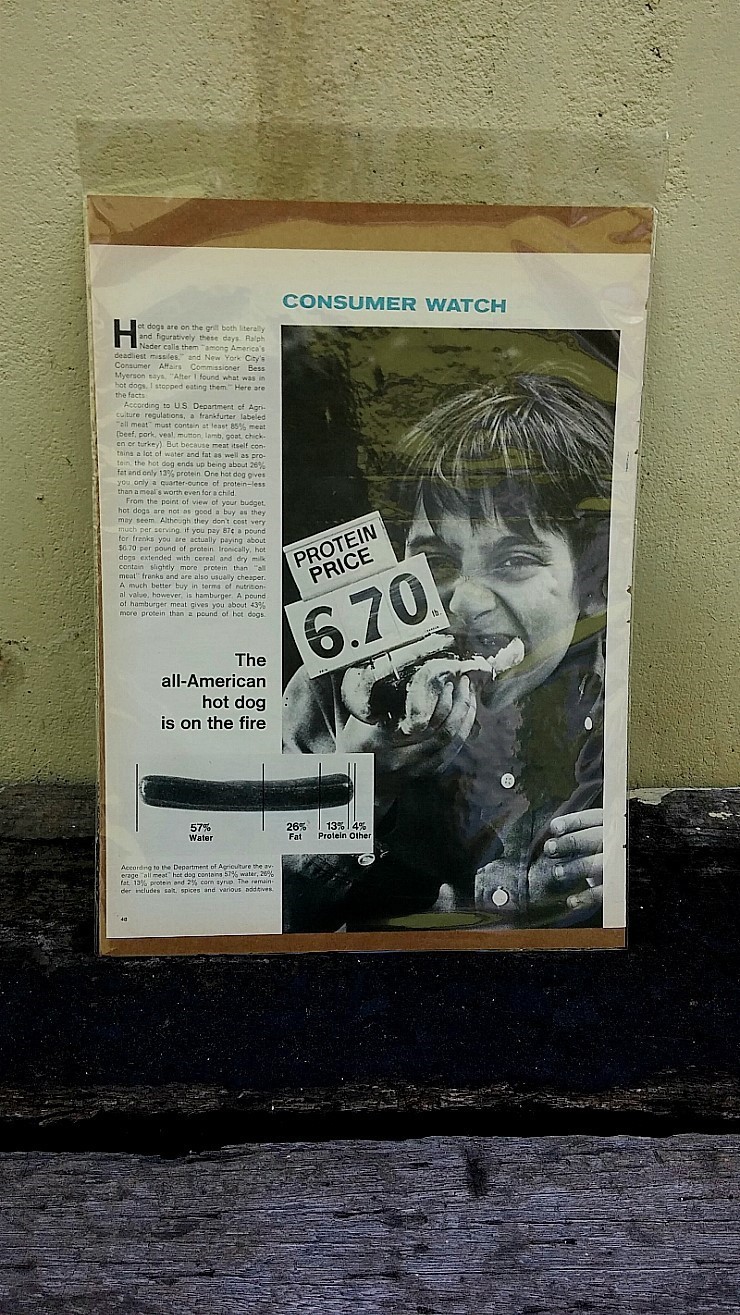 CONSUMER WATCH
Hot dogs are on the grill both literally
and figuratively these days. Ralph
Nader calls them "among America's
deadliest missiles," and New York City's
Consumer Affairs Commissioner Bess
Myerson says, "After I found what was in
hot dogs, I stopped eating them." Here are
the facts:
According to U.S. Department of Agri-
culture regulations, a frankfurter labeled
"all meat" must contain at least 85% meat
(beef, pork, veal, mutton, lamb, goat, chick-
en or turkey). But because meat itself con-
tains a lot of water and fat as well as pro-
tein, the hot dog ends up being about 26%
fat and only 13% protein. One hot dog gives
you only a quarter-ounce of protein—less
than a meal's worth even for a child.
From the point of view of your budget,
hot dogs are not as good a buy as they
may seem. Although they don't cost very
much per serving, if you pay 87¢ a pound
for franks you are actually paying about
$6.70 per pound of protein. Ironically, hot
dogs extended with cereal and dry milk
contain slightly more protein than "all
meat" franks and are also usually cheaper.
A much better buy in terms of nutrition-
al value, however, is hamburger. A pound
of hamburger meat gives you about 43%
more protein than a pound of hot dogs.
PROTEIN
PRICE
6.70 lb
The
all-American
hot dog
is on the fire
57% 26% 13% 4%
Water Fat Protein Other
According to the Department of Agriculture the av-
erage "all meat" hot dog contains 57% water, 26%
fat, 13% protein and 2% corn syrup. The remain-
der includes salt, spices and various additives.
48